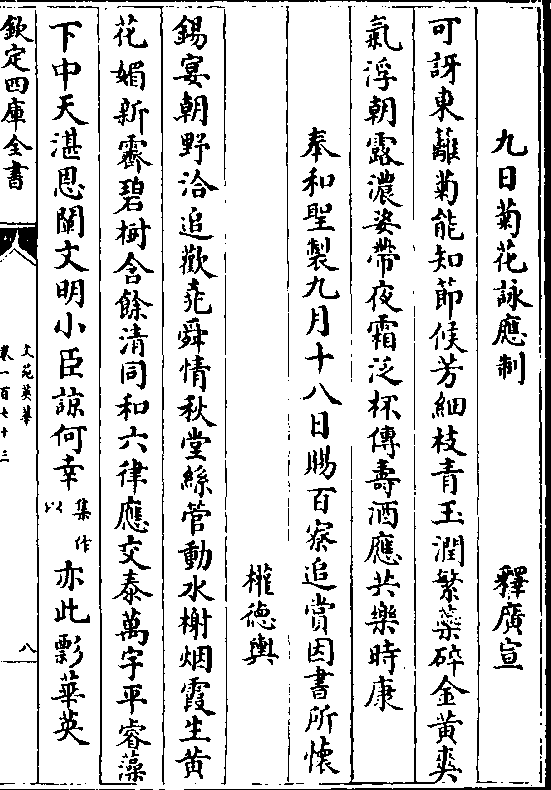 九日菊花詠應制　釋廣宣
可訝東籬菊能知節候芳細枝青玉潤繁蘂碎金黄爽
氣浮朝露濃姿帶夜霜泛杯傳壽酒應共樂時康
奉和聖製九月十八日賜百寮追賞因書所懷
權德輿
錫宴朝野洽追歡堯舜情秋堂絲管動水榭烟霞生黄
花媚新霽碧樹含餘清同和六律應交泰萬宇平睿藻
下中天湛恩闡文明小臣諒何幸集作以亦此彯華英
欽定四庫全書
文苑英華
卷一百七十三
八